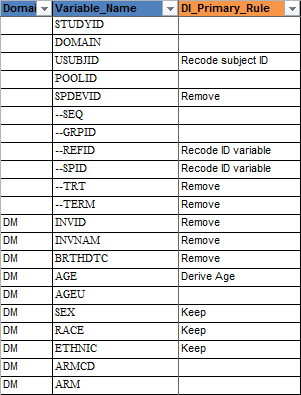 Domai Variable_Name DI_Primary_Rule
STUDYID
DOMAIN
USUBJID Recode subject ID
POOLID
SPDEVID Remove
--SEQ
--GRPID
--REFID Recode ID variable
--SPID Recode ID variable
--TRT Remove
--TERM Remove
DM INVID Remove
DM INVNAM Remove
DM BRTHDTC Remove
DM AGE Derive Age
DM AGEU
DM SEX Keep
DM RACE Keep
DM ETHNIC Keep
DM ARMCD
DM ARM